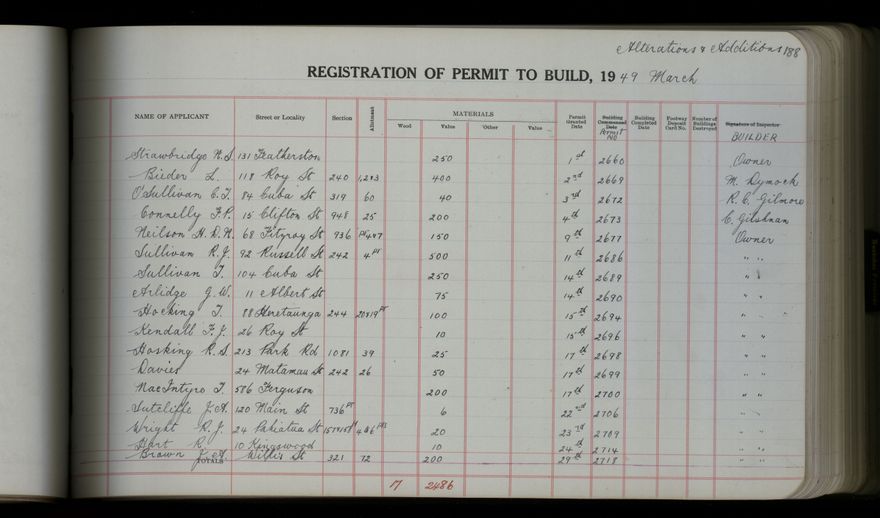 Alterations & Additions 188
REGISTRATION OF PERMIT TO BUILD, 1949 March
NAME OF APPLICANT Street or Locality Section Allotment MATERIALS Permit Granted Date Building Commenced Date Building Completed Date Footway Deposit Card No. Number of Buildings Destroyed Signature of Inspector
Wood Value Other Value Permit No BUILDER
Strawbridge N.S. 131 Featherston 250 1st 2660 Owner
Bieder L. 118 Roy St 240 1,2+3 400 2nd 2669 M. Dymock
O'Sullivan C.T. 84 Cuba St 319 60 40 3rd 2672 R.C. Gilmore
Connelly F.P. 15 Clifton St 948 25 200 4th 2673 C.
Neilson H.D.N. 68 Fitzroy St 936 150 9th 2677 Owner
Sullivan R.J. 92 Russell St 242 4 pt 500 11th 2686 " "
Sullivan T. 104 Cuba St 250 14th 2689 "
Arlidge G.W. 11 Albert St 75 14th 2690 " "
Hocking T. 88 Heretaunga 244 20+19 pt 100 15th 2694 " "
Kendall F.J. 26 Roy St 10 15th 2696 " "
Hosking R.S. 213 Park Rd 1081 39 25 17th 2698 " "
Davies 24 Matamau St 242 26 50 17th 2699 " "
MacIntyre T. 586 Ferguson 200 17th 2700 " "
Sutcliffe J.A. 120 Main St 736 pt 6 22nd 2706 " "
Wright R.J. 24 Pahiatua St 20 23rd 2709 " "
Hart R. 10 Kingswood 10 24th 2714 " "
Brown J.A. Willis St 321 72 200 29th 2718 " "
TOTALS
17 2486